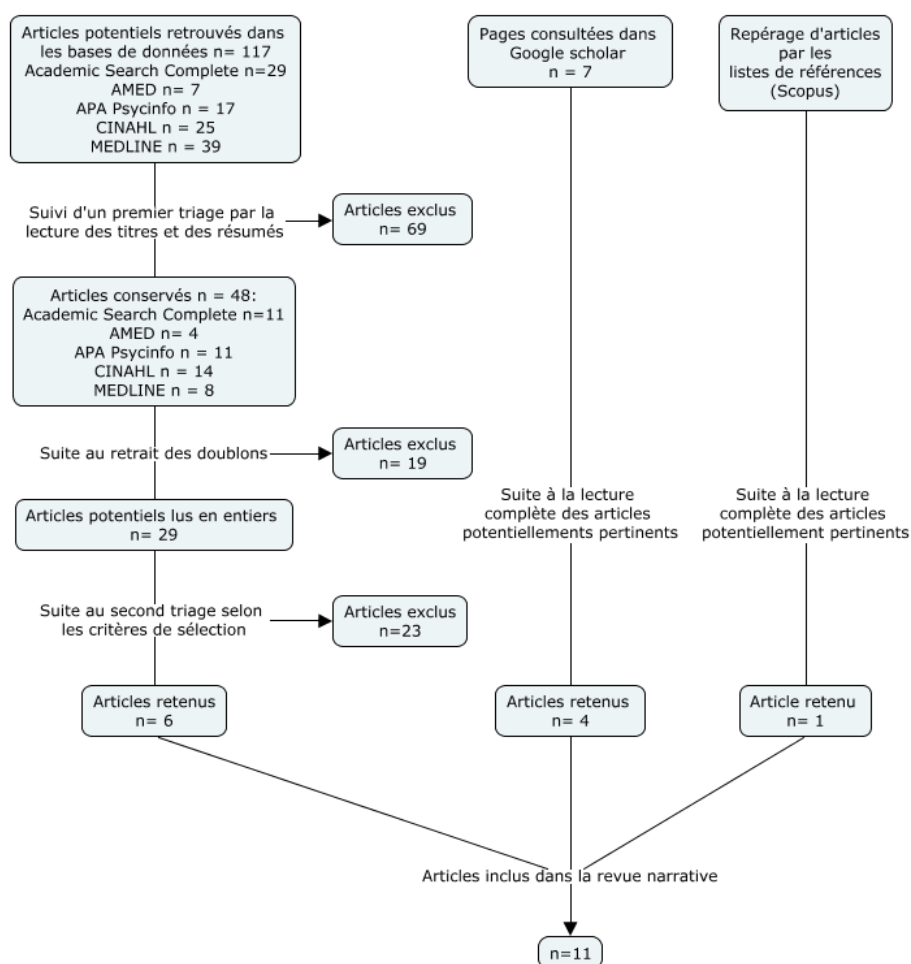 Articles potentiels retrouvés dans
les bases de données n= 117
Academic Search Complete n=29
AMED n= 7
APA Psycinfo n = 17
CINAHL n = 25
MEDLINE n = 39
Pages consultées dans
Google scholar
n = 7
Repérage d'articles
par les
listes de références
(Scopus)
Suivi d'un premier triage par la
lecture des titres et des résumés
Articles exclus
n= 69
Articles conservés n = 48:
Academic Search Complete n=11
AMED n= 4
APA Psycinfo n = 11
CINAHL n = 14
MEDLINE n = 8
Suite au retrait des doublons
Articles exclus
n= 19
Articles potentiels lus en entiers
n= 29
Suite à la lecture
complète des articles
potentiellements pertinents
Suite à la lecture
complète des articles
potentiellement pertinents
Suite au second triage selon
les critères de sélection
Articles exclus
n=23
Articles retenus
n= 6
Articles retenus
n= 4
Article retenu
n= 1
Articles inclus dans la revue narrative
n=11